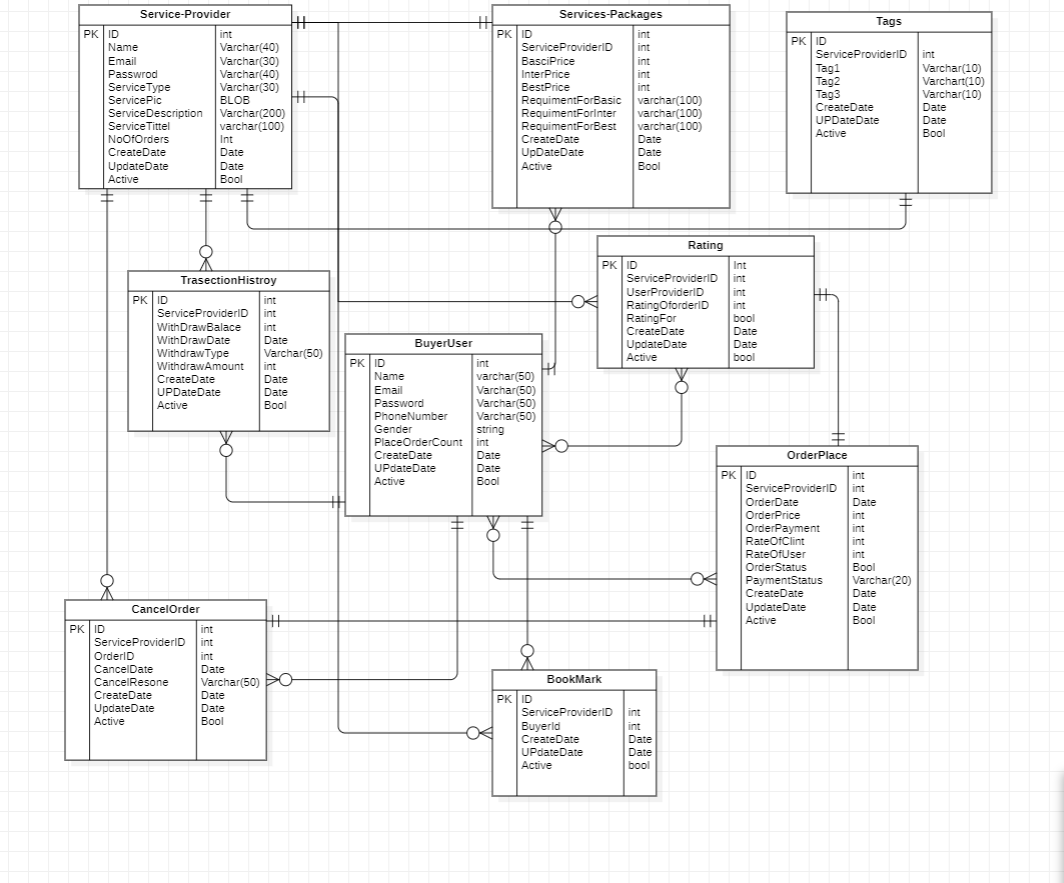 Service-Provider
PK ID int
Name Varchar(40)
Email Varchar(30)
Passwrod Varchar(40)
ServiceType Varchar(30)
ServicePic BLOB
ServiceDescription Varchar(200)
ServiceTittel varchar(100)
NoOfOrders Int
CreateDate Date
UpdateDate Date
Active Bool
Services-Packages
PK ID int
ServiceProviderID int
BasciPrice int
InterPrice int
BestPrice int
RequimentForBasic varchar(100)
RequimentForInter varchar(100)
RequimentForBest varchar(100)
CreateDate Date
UpDateDate Date
Active Bool
Tags
PK ID
ServiceProviderID int
Tag1 Varchar(10)
Tag2 Varchart(10)
Tag3 Varchar(10)
CreateDate Date
UPDateDate Date
Active Bool
TrasectionHistroy
PK ID int
ServiceProviderID int
WithDrawBalace int
WithDrawDate Date
WithdrawType Varchar(50)
WithdrawAmount int
CreateDate Date
UPDateDate Date
Active Bool
Rating
PK ID Int
ServiceProviderID int
UserProviderID int
RatingOforderID int
RatingFor bool
CreateDate Date
UpdateDate Date
Active bool
BuyerUser
PK ID int
Name varchar(50)
Email Varchar(50)
Password Varchar(50)
PhoneNumber Varchar(50)
Gender string
PlaceOrderCount int
CreateDate Date
UPdateDate Date
Active Bool
OrderPlace
PK ID int
ServiceProviderID int
OrderDate Date
OrderPrice int
OrderPayment int
RateOfClint int
RateOfUser int
OrderStatus Bool
PaymentStatus Varchar(20)
CreateDate Date
UpdateDate Date
Active Bool
CancelOrder
PK ID int
ServiceProviderID int
OrderID int
CancelDate Date
CancelResone Varchar(50)
CreateDate Date
UpdateDate Date
Active Bool
BookMark
PK ID
ServiceProviderID int
BuyerId int
CreateDate Date
UPdateDate Date
Active bool